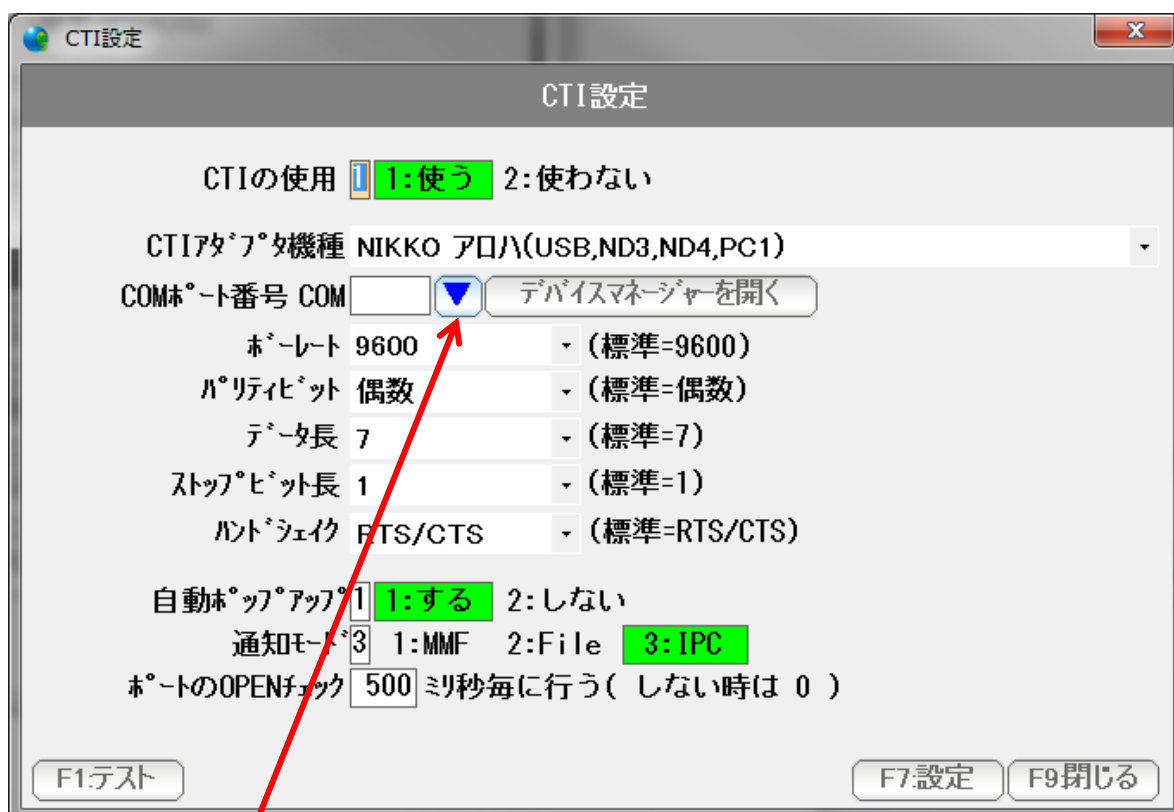 CTI設定
x
CTI設定
CTIの使用 1 1:使う 2:使わない
CTIアダプタ機種 NIKKO アロハ(USB,ND3,ND4,PC1)
COMポート番号 COM ▼ デバイスマネージャーを開く
ボーレート 9600 (標準=9600)
パリティビット 偶数 (標準=偶数)
データ長 7 (標準=7)
ストップビット長 1 (標準=1)
ハンドシェイク RTS/CTS (標準=RTS/CTS)
自動ポップアップ 1 1:する 2:しない
通知モード 3 1:MMF 2:File 3:IPC
ポートのOPENチェック 500 ミリ秒毎に行う( しない時は 0 )
F1:テスト F7:設定 F9:閉じる